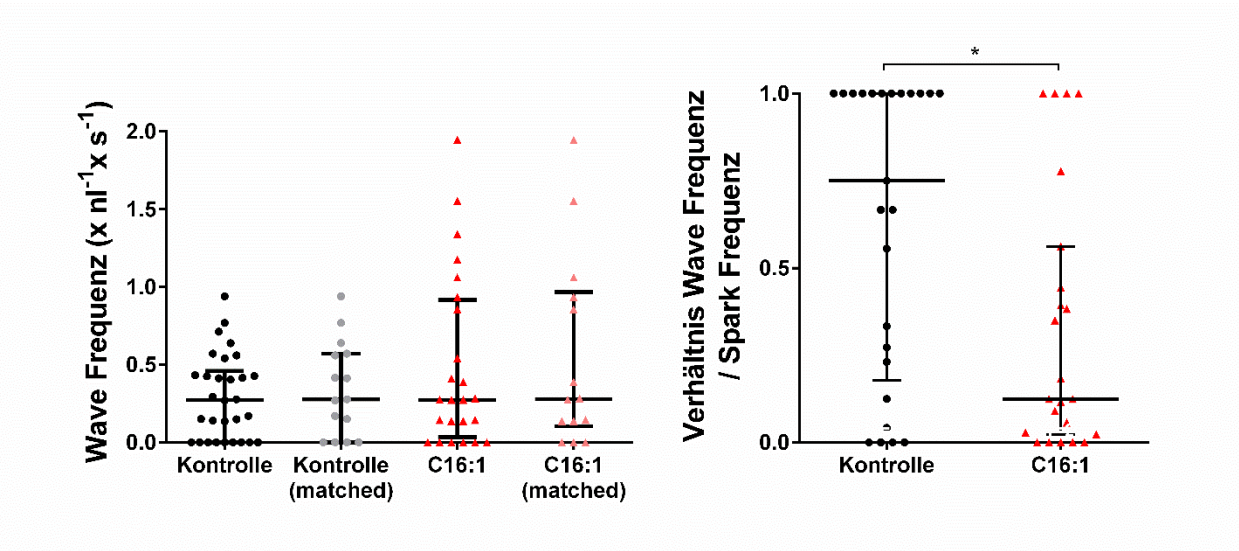 Wave Frequenz (x nl⁻¹x s⁻¹)
2.0
1.5
1.0
0.5
0.0
Kontrolle
Kontrolle
(matched)
C16:1
C16:1
(matched)
Verhältnis Wave Frequenz
/ Spark Frequenz
*
1.0
0.5
0.0
Kontrolle
C16:1